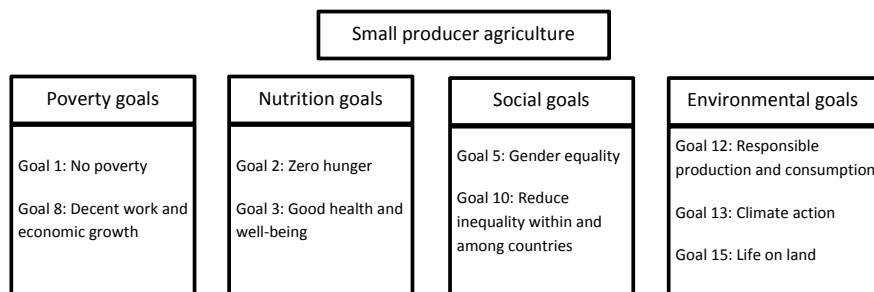 Small producer agriculture
Poverty goals
Goal 1: No poverty
Goal 8: Decent work and
economic growth
Nutrition goals
Goal 2: Zero hunger
Goal 3: Good health and
well-being
Social goals
Goal 5: Gender equality
Goal 10: Reduce
inequality within and
among countries
Environmental goals
Goal 12: Responsible
production and consumption
Goal 13: Climate action
Goal 15: Life on land